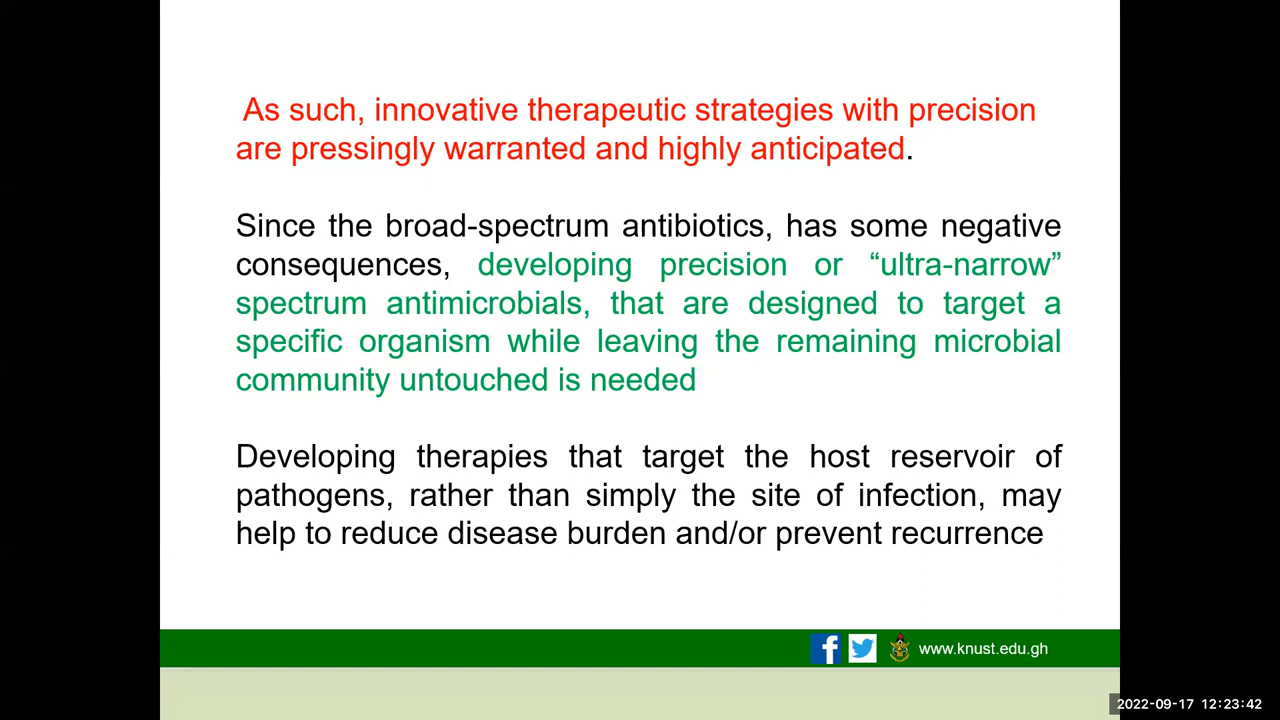 As such, innovative therapeutic strategies with precision
are pressingly warranted and highly anticipated.
Since the broad-spectrum antibiotics, has some negative
consequences, developing precision or “ultra-narrow”
spectrum antimicrobials, that are designed to target a
specific organism while leaving the remaining microbial
community untouched is needed
Developing therapies that target the host reservoir of
pathogens, rather than simply the site of infection, may
help to reduce disease burden and/or prevent recurrence
www.knust.edu.gh
2022-09-17 12:23:42